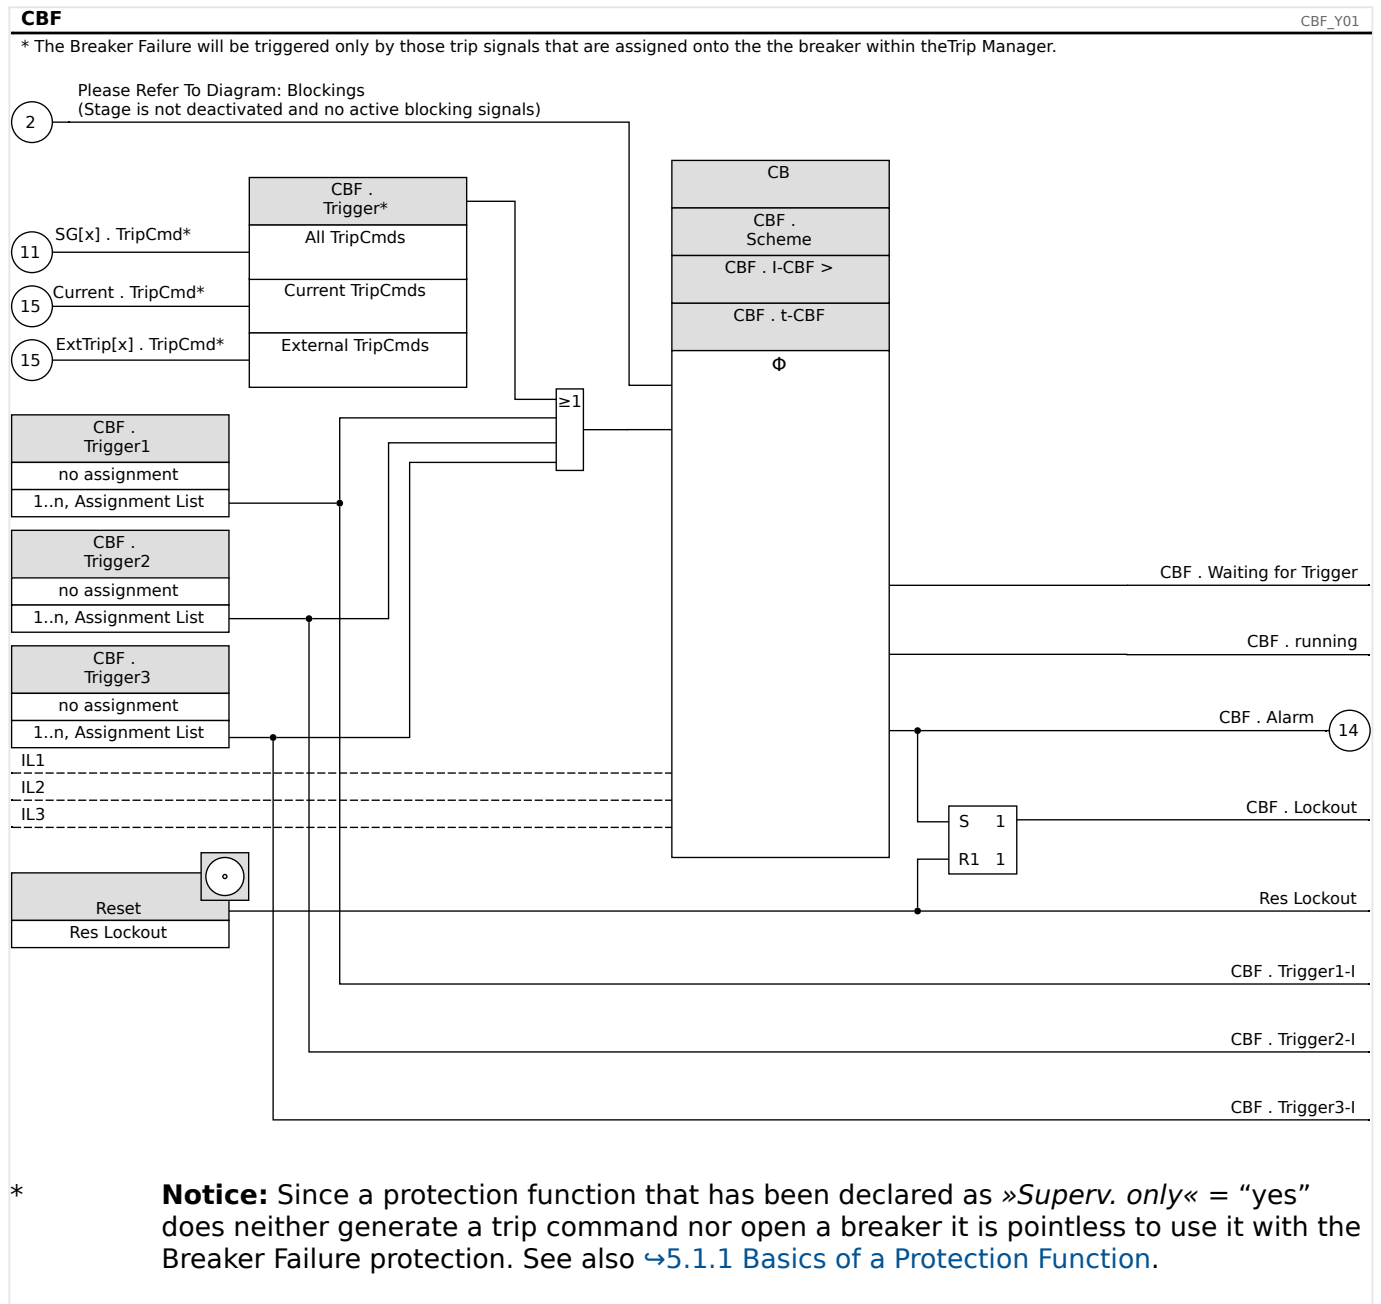 CBF
CBF_Y01
* The Breaker Failure will be triggered only by those trip signals that are assigned onto the the breaker within theTrip Manager.
Please Refer To Diagram: Blockings
(Stage is not deactivated and no active blocking signals)
2
CB
CBF .
Trigger*
CBF .
Scheme
SG[x] . TripCmd*
11
All TripCmds
CBF . I-CBF >
Current . TripCmd*
15
Current TripCmds
CBF . t-CBF
ExtTrip[x] . TripCmd*
15
External TripCmds
Φ
≥1
CBF .
Trigger1
no assignment
1..n, Assignment List
CBF .
Trigger2
no assignment
1..n, Assignment List
CBF . Waiting for Trigger
CBF .
Trigger3
no assignment
1..n, Assignment List
CBF . running
CBF . Alarm
14
IL1
IL2
IL3
CBF . Lockout
S 1
R1 1
Reset
Res Lockout
Res Lockout
CBF . Trigger1-I
CBF . Trigger2-I
CBF . Trigger3-I
* Notice: Since a protection function that has been declared as »Superv. only« = “yes”
does neither generate a trip command nor open a breaker it is pointless to use it with the
Breaker Failure protection. See also ↪5.1.1 Basics of a Protection Function.